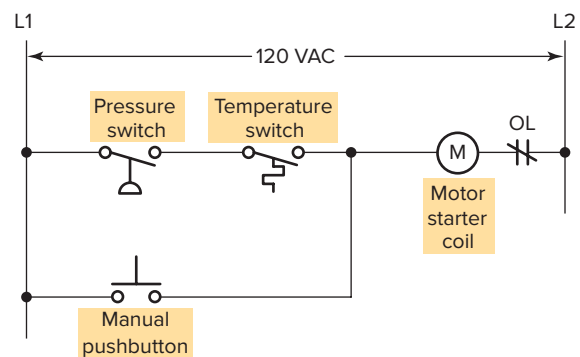 L1
L2
120 VAC
Pressure
switch
Temperature
switch
OL
M
Motor
starter
coil
Manual
pushbutton